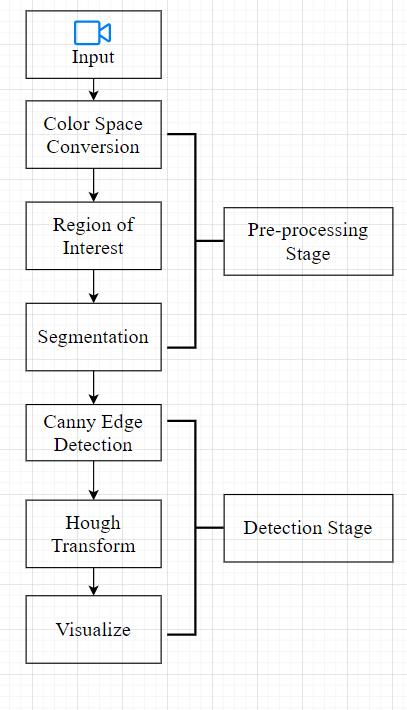 Input
Color Space
Conversion
Region of
Interest
Pre-processing
Stage
Segmentation
Canny Edge
Detection
Hough
Transform
Detection Stage
Visualize